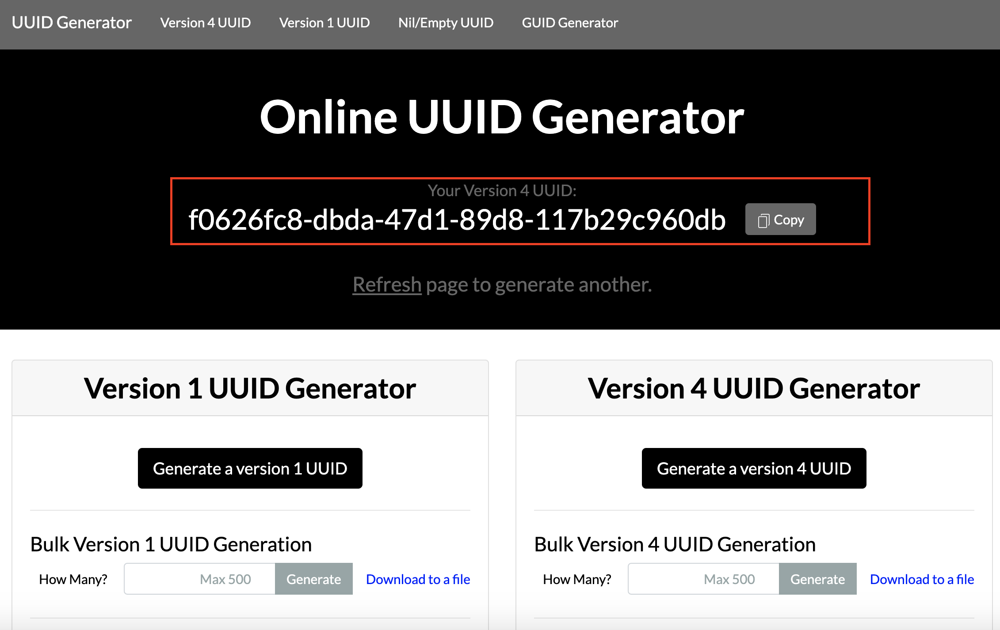 UUID Generator Version 4 UUID Version 1 UUID Nil/Empty UUID GUID Generator
Online UUID Generator
Your Version 4 UUID:
f0626fc8-dbda-47d1-89d8-117b29c960db Copy
Refresh page to generate another.
Version 1 UUID Generator
Generate a version 1 UUID
Bulk Version 1 UUID Generation
How Many? Max 500 Generate Download to a file
Version 4 UUID Generator
Generate a version 4 UUID
Bulk Version 4 UUID Generation
How Many? Max 500 Generate Download to a file